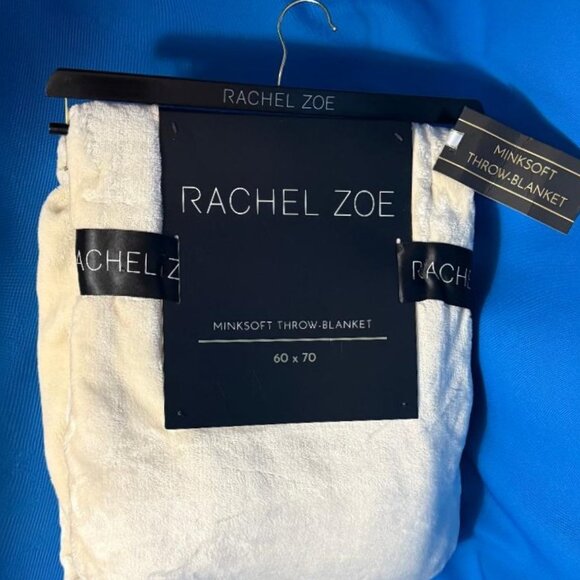 RACHEL ZOE
MINKSOFT
THROW-BLANKET
RACHEL ZOE
ACHEL Z
RACHE
MINKSOFT THROW-BLANKET
60 x 70